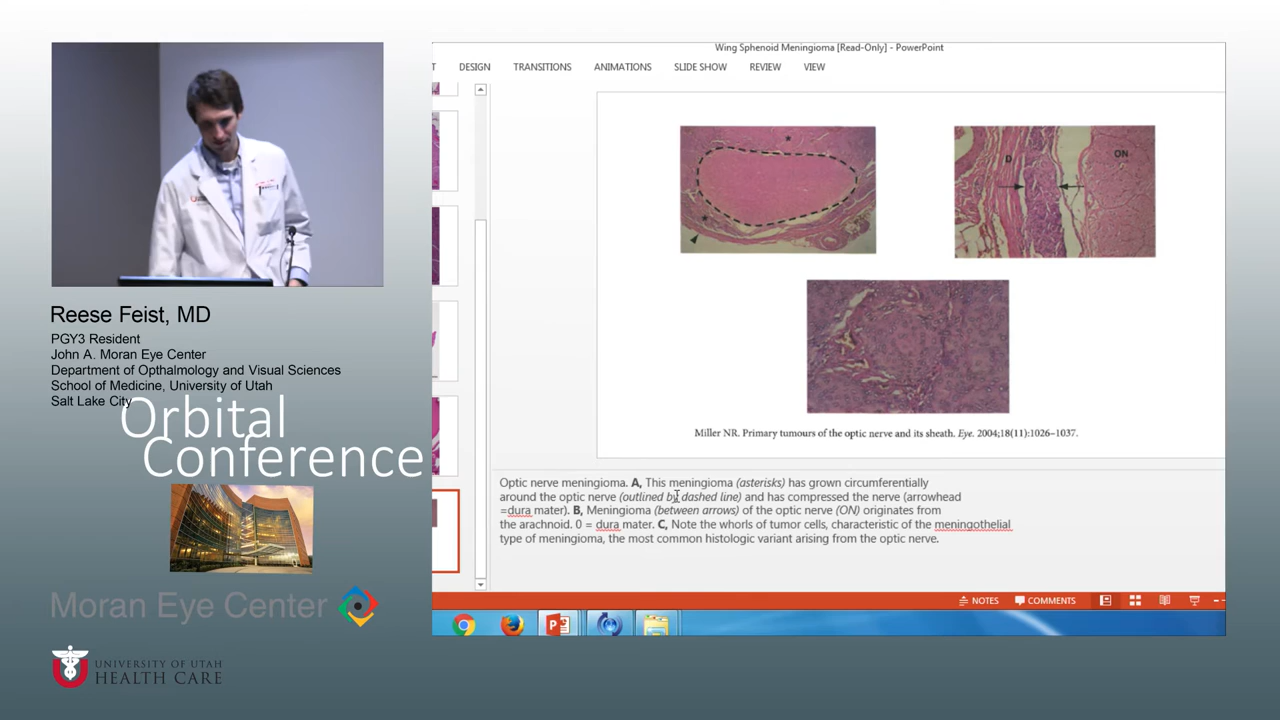 Wing Sphenoid Meningioma [Read-Only] - PowerPoint
T DESIGN TRANSITIONS ANIMATIONS SLIDE SHOW REVIEW VIEW
*
*
D
ON
Miller NR. Primary tumours of the optic nerve and its sheath. Eye. 2004;18(11):1026–1037.
Optic nerve meningioma. A, This meningioma (asterisks) has grown circumferentially
around the optic nerve (outlined by dashed line) and has compressed the nerve (arrowhead
=dura mater). B, Meningioma (between arrows) of the optic nerve (ON) originates from
the arachnoid. 0 = dura mater. C, Note the whorls of tumor cells, characteristic of the meningothelial
type of meningioma, the most common histologic variant arising from the optic nerve.
NOTES COMMENTS
Reese Feist, MD
PGY3 Resident
John A. Moran Eye Center
Department of Opthalmology and Visual Sciences
School of Medicine, University of Utah
Salt Lake City
Orbital
Conference
Moran Eye Center
UNIVERSITY OF UTAH
HEALTH CARE